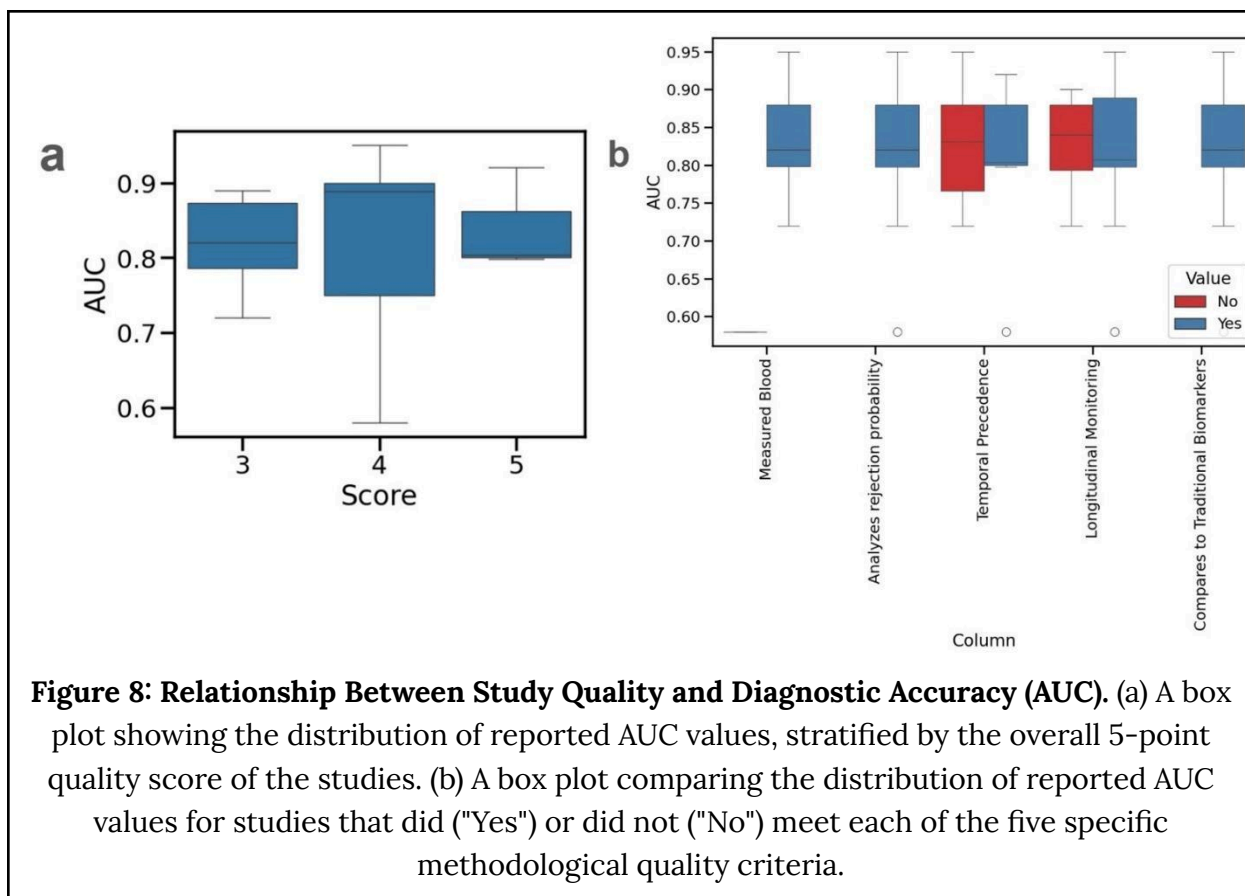 a
AUC
0.9
0.8
0.7
0.6
3
4
5
Score
b
AUC
0.95
0.90
0.85
0.80
0.75
0.70
0.65
0.60
Value
No
Yes
Measured Blood
Analyzes rejection probability
Temporal Precedence
Longitudinal Monitoring
Compares to Traditional Biomarkers
Column
Figure 8: Relationship Between Study Quality and Diagnostic Accuracy (AUC). (a) A box
plot showing the distribution of reported AUC values, stratified by the overall 5-point
quality score of the studies. (b) A box plot comparing the distribution of reported AUC
values for studies that did ("Yes") or did not ("No") meet each of the five specific
methodological quality criteria.